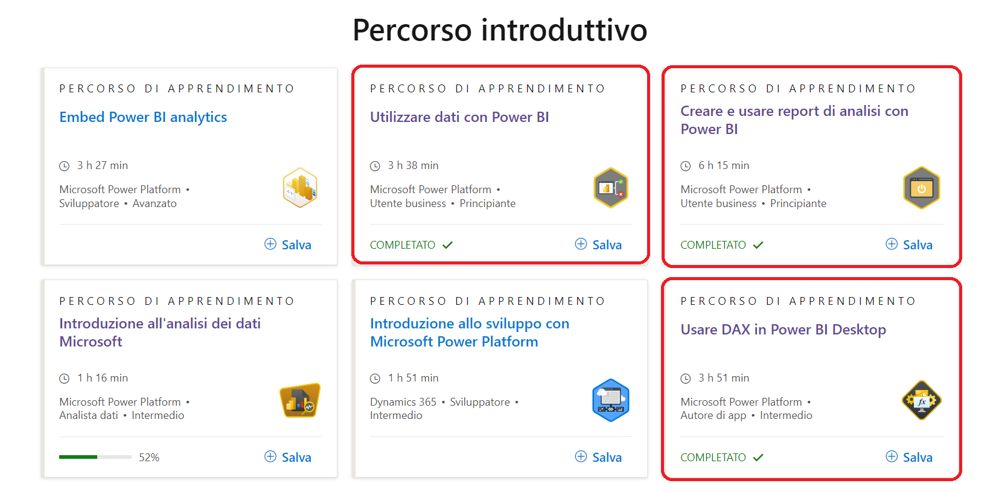 Percorso introduttivo
PERCORSO DI APPRENDIMENTO
Embed Power BI analytics
3 h 27 min
Microsoft Power Platform •
Sviluppatore • Avanzato
Salva
PERCORSO DI APPRENDIMENTO
Utilizzare dati con Power BI
3 h 38 min
Microsoft Power Platform •
Utente business • Principiante
COMPLETATO
Salva
PERCORSO DI APPRENDIMENTO
Creare e usare report di analisi con
Power BI
6 h 15 min
Microsoft Power Platform •
Utente business • Principiante
COMPLETATO
Salva
PERCORSO DI APPRENDIMENTO
Introduzione all'analisi dei dati
Microsoft
1 h 16 min
Microsoft Power Platform •
Analista dati • Intermedio
52%
Salva
PERCORSO DI APPRENDIMENTO
Introduzione allo sviluppo con
Microsoft Power Platform
1 h 51 min
Dynamics 365 • Sviluppatore •
Intermedio
Salva
PERCORSO DI APPRENDIMENTO
Usare DAX in Power BI Desktop
3 h 51 min
Microsoft Power Platform •
Autore di app • Intermedio
fx
COMPLETATO
Salva